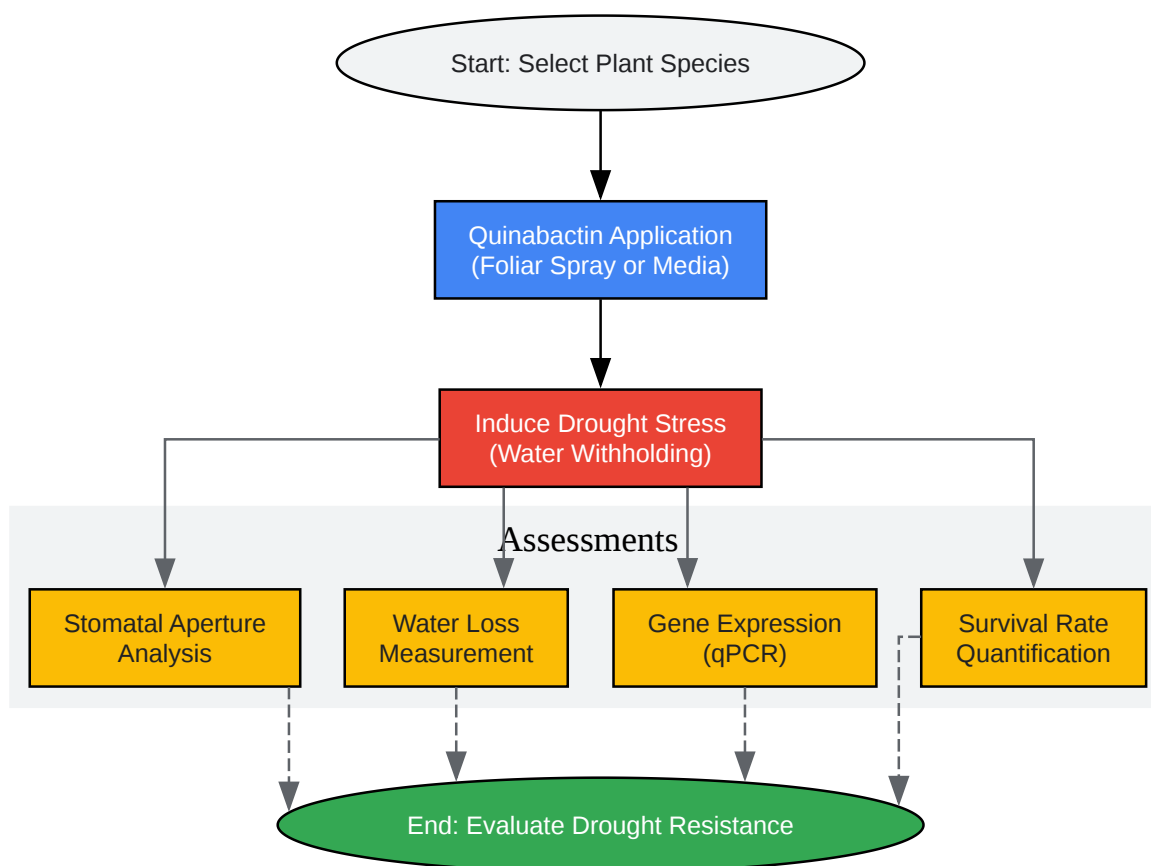 Start: Select Plant Species
Quinabactin Application
(Foliar Spray or Media)
Induce Drought Stress
(Water Withholding)
Assessments
Stomatal Aperture
Analysis
Water Loss
Measurement
Gene Expression
(qPCR)
Survival Rate
Quantification
End: Evaluate Drought Resistance